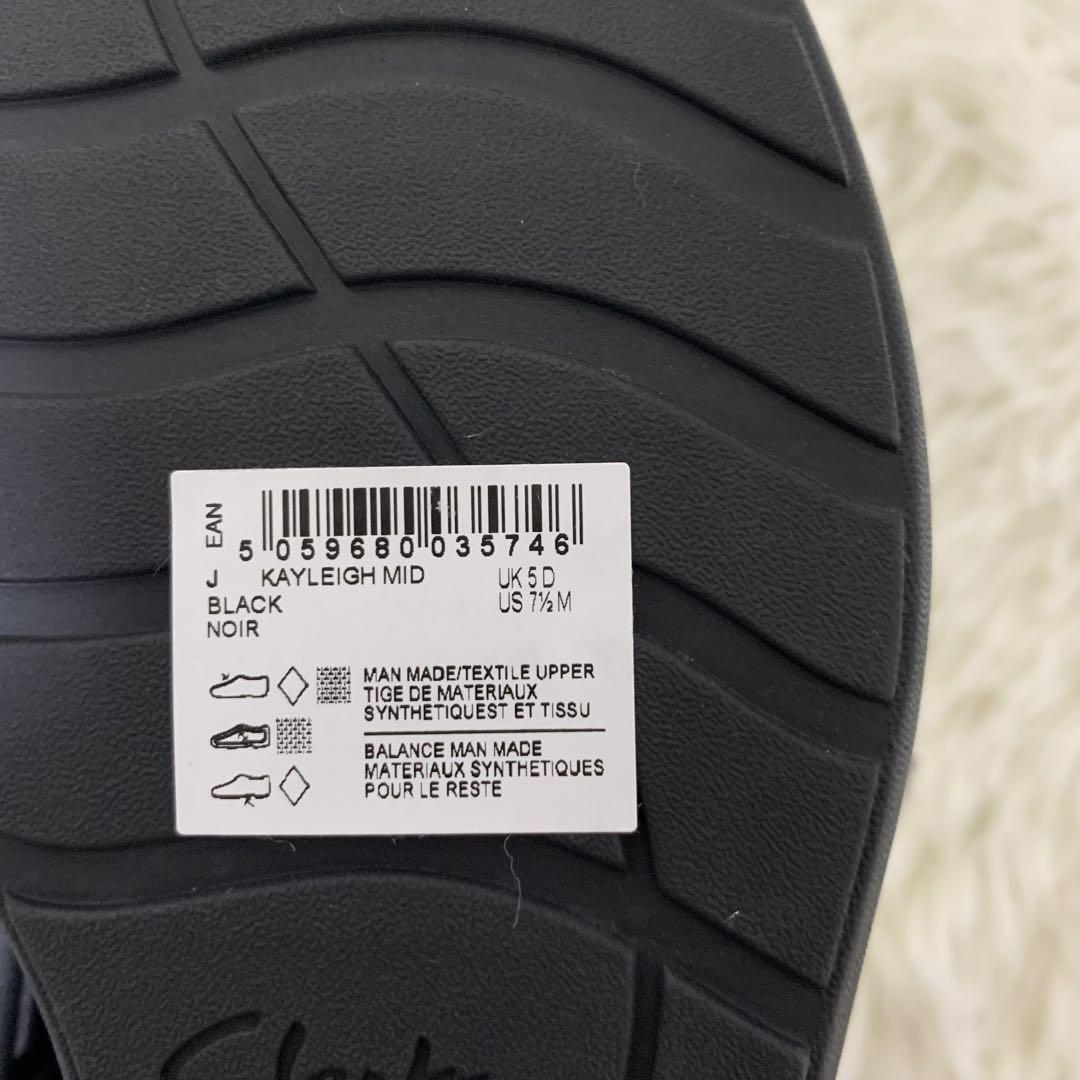 EAN
5 059680 035746
J KAYLEIGH MID UK 5 D
BLACK US 7½ M
NOIR
MAN MADE/TEXTILE UPPER
TIGE DE MATERIAUX
SYNTHETIQUEST ET TISSU
BALANCE MAN MADE
MATERIAUX SYNTHETIQUES
POUR LE RESTE
Clarks